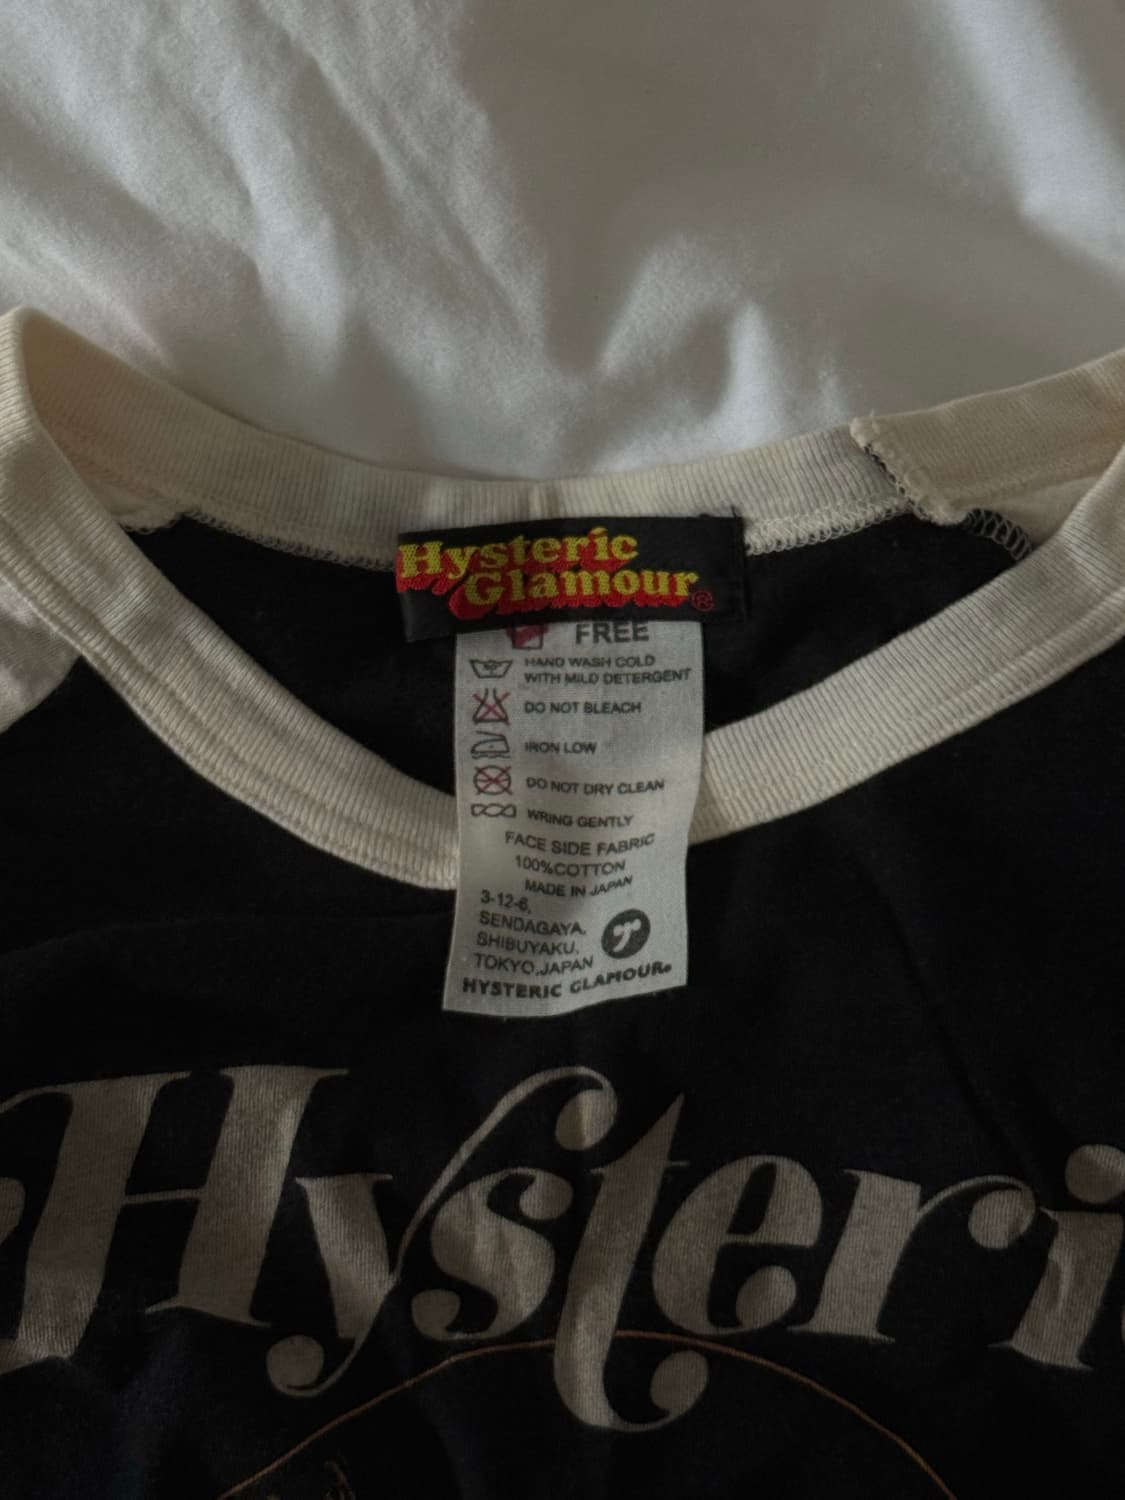 Hysteric
Glamour®
FREE
HAND WASH COLD
WITH MILD DETERGENT
DO NOT BLEACH
IRON LOW
DO NOT DRY CLEAN
WRING GENTLY
FACE SIDE FABRIC
100%COTTON
MADE IN JAPAN
3-12-6,
SENDAGAYA,
SHIBUYAKU,
TOKYO,JAPAN
HYSTERIC GLAMOUR®
Hysteri